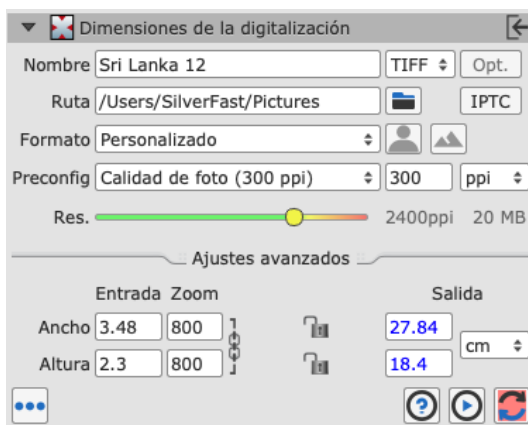 Dimensiones de la digitalización
Nombre Sri Lanka 12 TIFF Opt.
Ruta /Users/SilverFast/Pictures IPTC
Formato Personalizado
Preconfig Calidad de foto (300 ppi) 300 ppi
Res. 2400ppi 20 MB
Ajustes avanzados
Entrada Zoom Salida
Ancho 3.48 800 27.84
cm
Altura 2.3 800 18.4